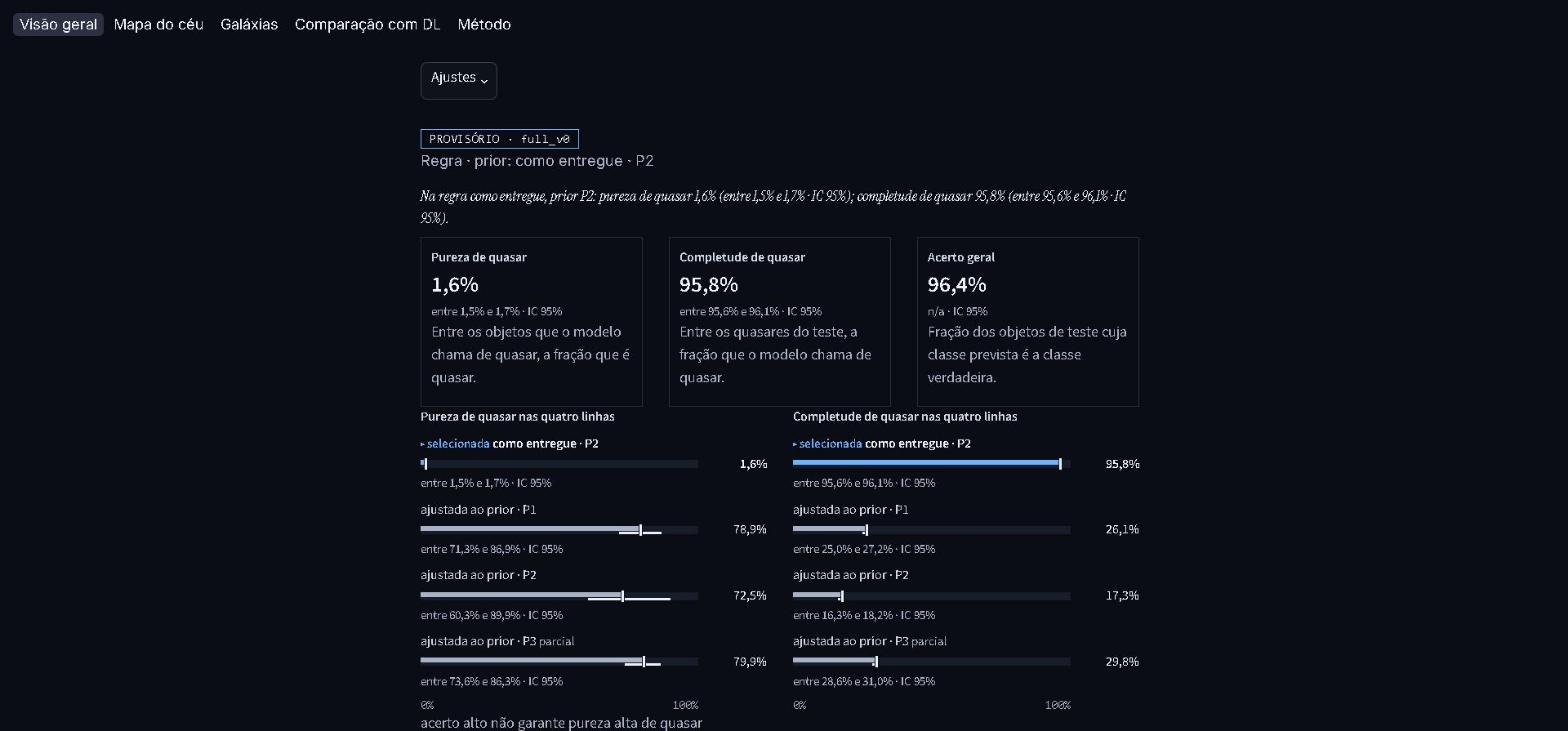 Visão geral Mapa do céu Galáxias Comparação com DL Método
Ajustes
PROVISÓRIO · full_v0
Regra · prior: como entregue · P2
Na regra como entregue, prior P2: pureza de quasar 1,6% (entre 1,5% e 1,7% · IC 95%); completude de quasar 95,8% (entre 95,6% e 96,1% · IC
95%).
Pureza de quasar
1,6%
entre 1,5% e 1,7% · IC 95%
Entre os objetos que o modelo
chama de quasar, a fração que é
quasar.
Completude de quasar
95,8%
entre 95,6% e 96,1% · IC 95%
Entre os quasares do teste, a
fração que o modelo chama de
quasar.
Acerto geral
96,4%
n/a · IC 95%
Fração dos objetos de teste cuja
classe prevista é a classe
verdadeira.
Pureza de quasar nas quatro linhas
▸ selecionada como entregue · P2
1,6%
entre 1,5% e 1,7% · IC 95%
ajustada ao prior · P1
78,9%
entre 71,3% e 86,9% · IC 95%
ajustada ao prior · P2
72,5%
entre 60,3% e 89,9% · IC 95%
ajustada ao prior · P3 parcial
79,9%
entre 73,6% e 86,3% · IC 95%
0% 100%
Completude de quasar nas quatro linhas
▸ selecionada como entregue · P2
95,8%
entre 95,6% e 96,1% · IC 95%
ajustada ao prior · P1
26,1%
entre 25,0% e 27,2% · IC 95%
ajustada ao prior · P2
17,3%
entre 16,3% e 18,2% · IC 95%
ajustada ao prior · P3 parcial
29,8%
entre 28,6% e 31,0% · IC 95%
0% 100%
acerto alto não garante pureza alta de quasar